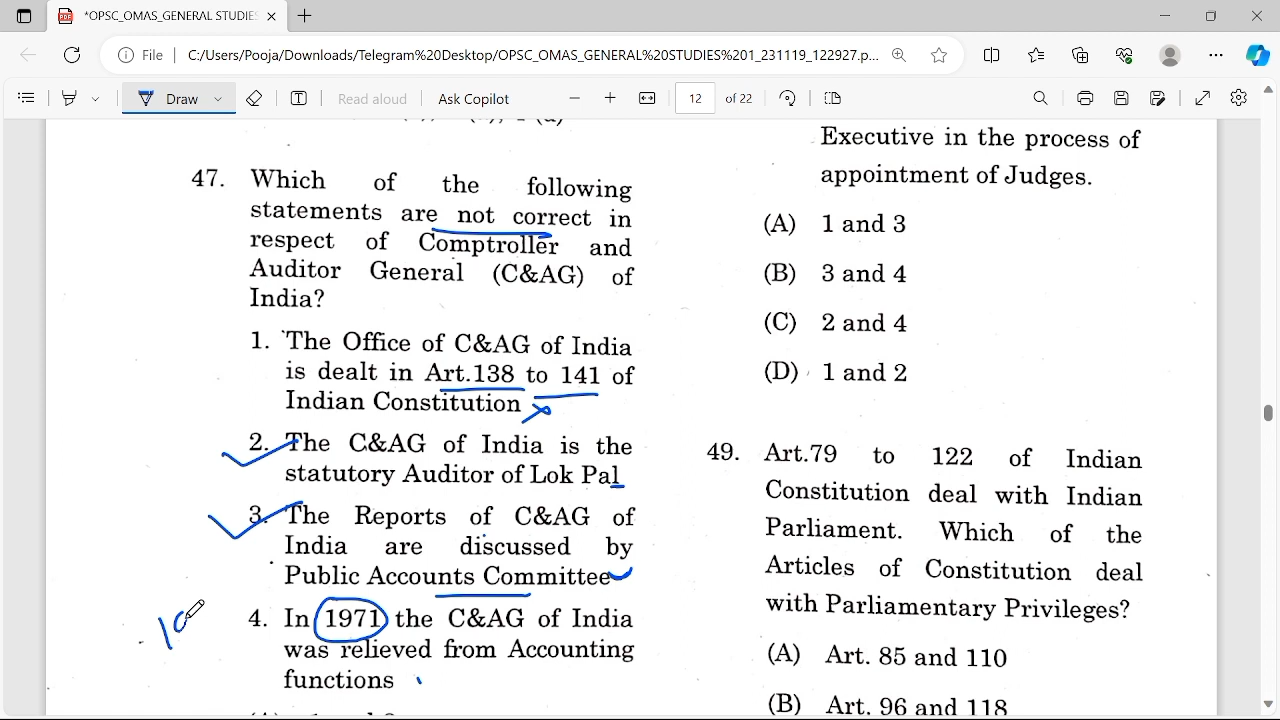 *OPSC_OMAS_GENERAL STUDIES
File
C:/Users/Pooja/Downloads/Telegram%20Desktop/OPSC_OMAS_GENERAL%20STUDIES%201_231119_122927.p...
Draw
Read aloud
Ask Copilot
12
of 22
47. Which of the following
statements are not correct in
respect of Comptroller and
Auditor General (C&AG) of
India?
1. The Office of C&AG of India
is dealt in Art.138 to 141 of
Indian Constitution
2. The C&AG of India is the
statutory Auditor of Lok Pal
3. The Reports of C&AG of
India are discussed by
Public Accounts Committee
4. In 1971 the C&AG of India
was relieved from Accounting
functions
Executive in the process of
appointment of Judges.
(A) 1 and 3
(B) 3 and 4
(C) 2 and 4
(D) 1 and 2
49. Art.79 to 122 of Indian
Constitution deal with Indian
Parliament. Which of the
Articles of Constitution deal
with Parliamentary Privileges?
(A) Art. 85 and 110
(B) Art. 96 and 118